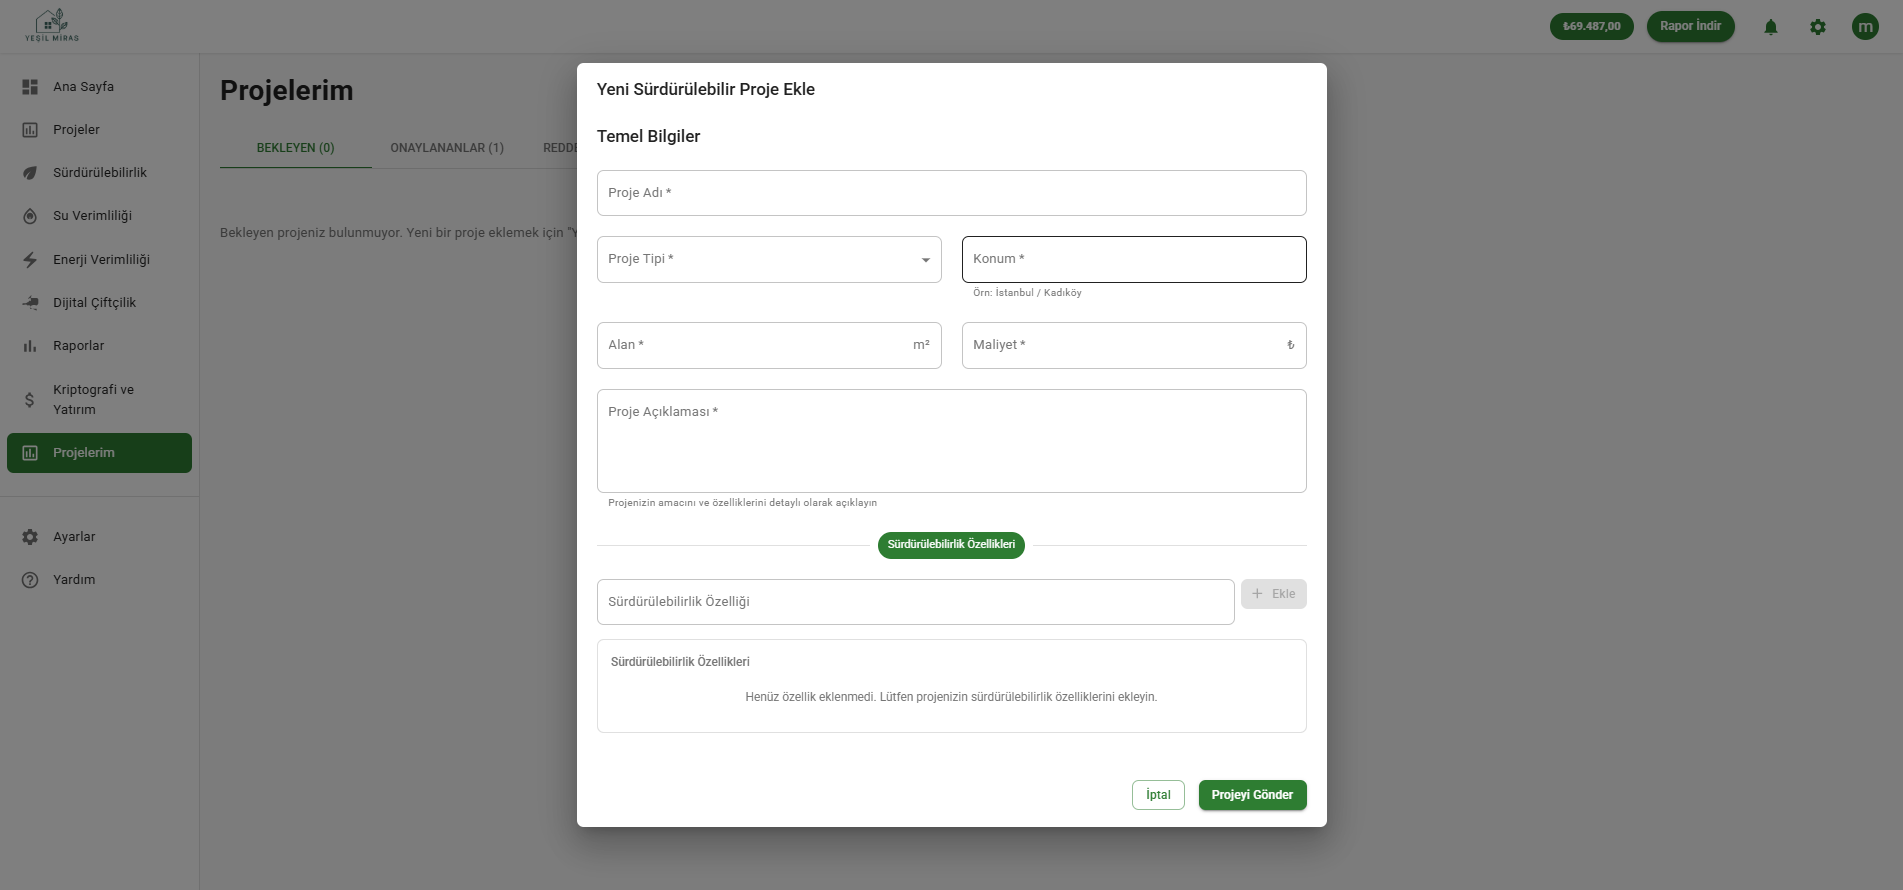 YEŞİL MİRAS
₺69.487,00
Rapor İndir
m
Ana Sayfa
Projeler
Sürdürülebilirlik
Su Verimliliği
Enerji Verimliliği
Dijital Çiftçilik
Raporlar
Kriptografi ve
Yatırım
Projelerim
Ayarlar
Yardım
Projelerim
BEKLEYEN (0)
ONAYLANANLAR (1)
REDDE
Bekleyen projeniz bulunmuyor. Yeni bir proje eklemek için "Y
Yeni Sürdürülebilir Proje Ekle
Temel Bilgiler
Proje Adı *
Proje Tipi *
Konum *
Örn: İstanbul / Kadıköy
Alan *
m²
Maliyet *
₺
Proje Açıklaması *
Projenizin amacını ve özelliklerini detaylı olarak açıklayın
Sürdürülebilirlik Özellikleri
Sürdürülebilirlik Özelliği
+ Ekle
Sürdürülebilirlik Özellikleri
Henüz özellik eklenmedi. Lütfen projenizin sürdürülebilirlik özelliklerini ekleyin.
İptal
Projeyi Gönder